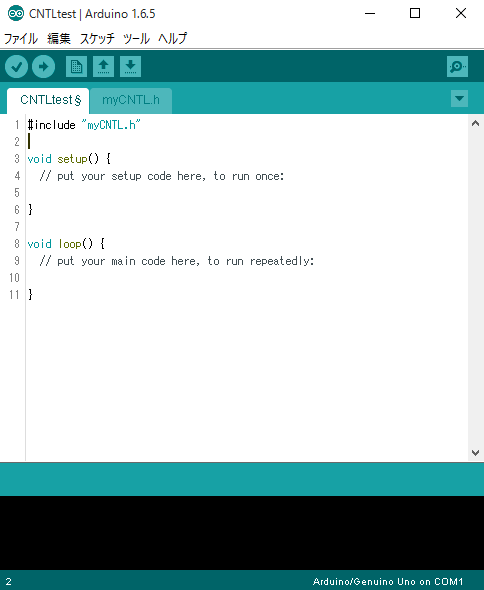 CNTLtest | Arduino 1.6.5
ファイル 編集 スケッチ ツール ヘルプ
CNTLtest § myCNTL.h
1 #include "myCNTL.h"
2
3 void setup() {
4 // put your setup code here, to run once:
5
6 }
7
8 void loop() {
9 // put your main code here, to run repeatedly:
10
11 }
2 Arduino/Genuino Uno on COM1